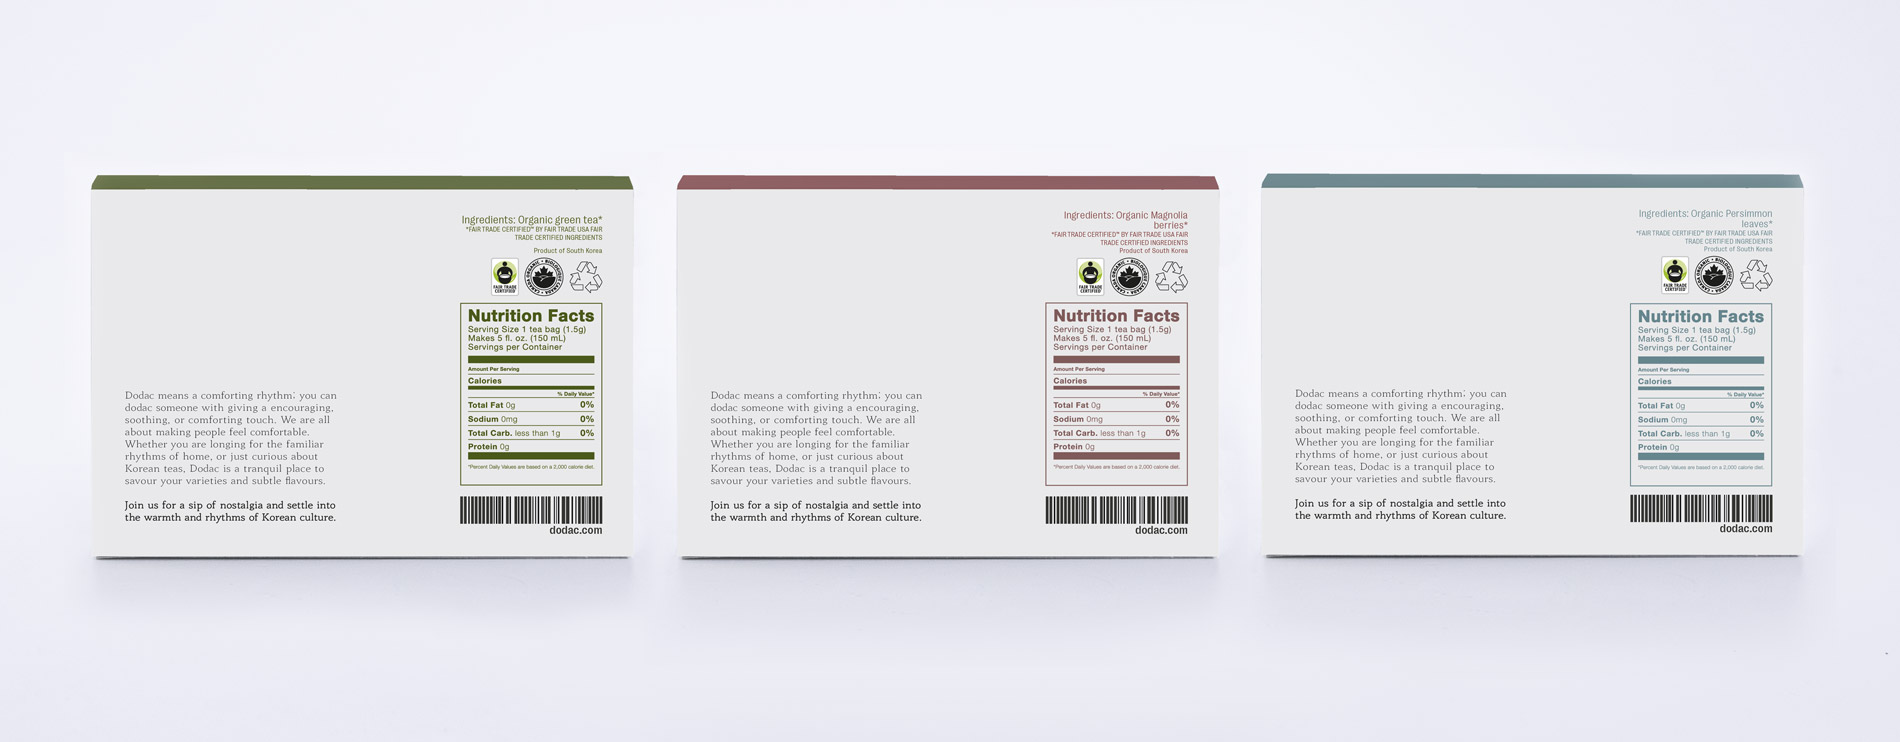 Ingredients: Organic green tea*
*FAIR TRADE CERTIFIED™ BY FAIR TRADE USA FAIR
TRADE CERTIFIED INGREDIENTS
Product of South Korea
FAIR TRADE
CERTIFIED
ORGANIC • BIOLOGIQUE
CANADA • CANADA
Nutrition Facts
Serving Size 1 tea bag (1.5g)
Makes 5 fl. oz. (150 mL)
Servings per Container
Amount Per Serving
Calories
% Daily Value*
Total Fat 0g 0%
Sodium 0mg 0%
Total Carb. less than 1g 0%
Protein 0g
*Percent Daily Values are based on a 2,000 calorie diet.
dodac.com
Dodac means a comforting rhythm; you can
dodac someone with giving a encouraging,
soothing, or comforting touch. We are all
about making people feel comfortable.
Whether you are longing for the familiar
rhythms of home, or just curious about
Korean teas, Dodac is a tranquil place to
savour your varieties and subtle flavours.
Join us for a sip of nostalgia and settle into
the warmth and rhythms of Korean culture.
Ingredients: Organic Magnolia
berries*
*FAIR TRADE CERTIFIED™ BY FAIR TRADE USA FAIR
TRADE CERTIFIED INGREDIENTS
Product of South Korea
FAIR TRADE
CERTIFIED
ORGANIC • BIOLOGIQUE
CANADA • CANADA
Nutrition Facts
Serving Size 1 tea bag (1.5g)
Makes 5 fl. oz. (150 mL)
Servings per Container
Amount Per Serving
Calories
% Daily Value*
Total Fat 0g 0%
Sodium 0mg 0%
Total Carb. less than 1g 0%
Protein 0g
*Percent Daily Values are based on a 2,000 calorie diet.
dodac.com
Dodac means a comforting rhythm; you can
dodac someone with giving a encouraging,
soothing, or comforting touch. We are all
about making people feel comfortable.
Whether you are longing for the familiar
rhythms of home, or just curious about
Korean teas, Dodac is a tranquil place to
savour your varieties and subtle flavours.
Join us for a sip of nostalgia and settle into
the warmth and rhythms of Korean culture.
Ingredients: Organic Persimmon
leaves*
*FAIR TRADE CERTIFIED™ BY FAIR TRADE USA FAIR
TRADE CERTIFIED INGREDIENTS
Product of South Korea
FAIR TRADE
CERTIFIED
ORGANIC • BIOLOGIQUE
CANADA • CANADA
Nutrition Facts
Serving Size 1 tea bag (1.5g)
Makes 5 fl. oz. (150 mL)
Servings per Container
Amount Per Serving
Calories
% Daily Value*
Total Fat 0g 0%
Sodium 0mg 0%
Total Carb. less than 1g 0%
Protein 0g
*Percent Daily Values are based on a 2,000 calorie diet.
dodac.com
Dodac means a comforting rhythm; you can
dodac someone with giving a encouraging,
soothing, or comforting touch. We are all
about making people feel comfortable.
Whether you are longing for the familiar
rhythms of home, or just curious about
Korean teas, Dodac is a tranquil place to
savour your varieties and subtle flavours.
Join us for a sip of nostalgia and settle into
the warmth and rhythms of Korean culture.